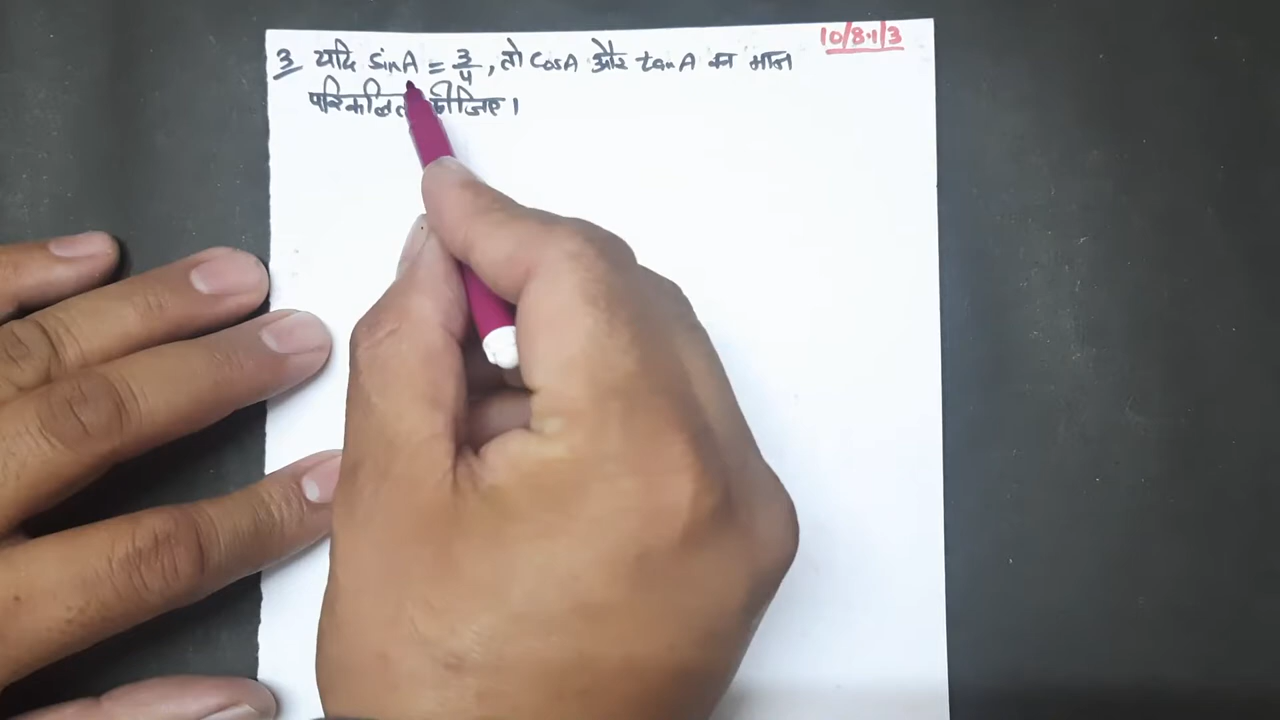 10/8.1/3
3 यदि sinA = 3/4, तो CosA और tanA का मान
परिकलित कीजिए।